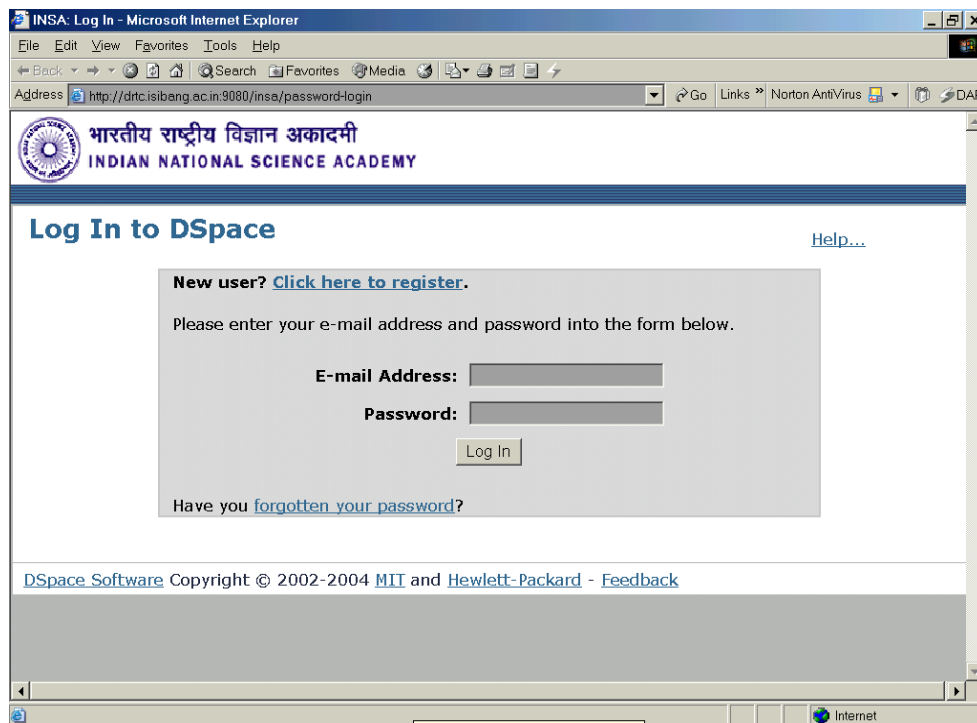 INSA: Log In - Microsoft Internet Explorer
File Edit View Favorites Tools Help
Back Search Favorites Media
Address http://drtc.isibang.ac.in:9080/insa/password-login Go Links » Norton AntiVirus DAP
भारतीय राष्ट्रीय विज्ञान अकादमी
INDIAN NATIONAL SCIENCE ACADEMY
Log In to DSpace
Help...
New user? Click here to register.
Please enter your e-mail address and password into the form below.
E-mail Address:
Password:
Log In
Have you forgotten your password?
DSpace Software Copyright © 2002-2004 MIT and Hewlett-Packard - Feedback
Internet